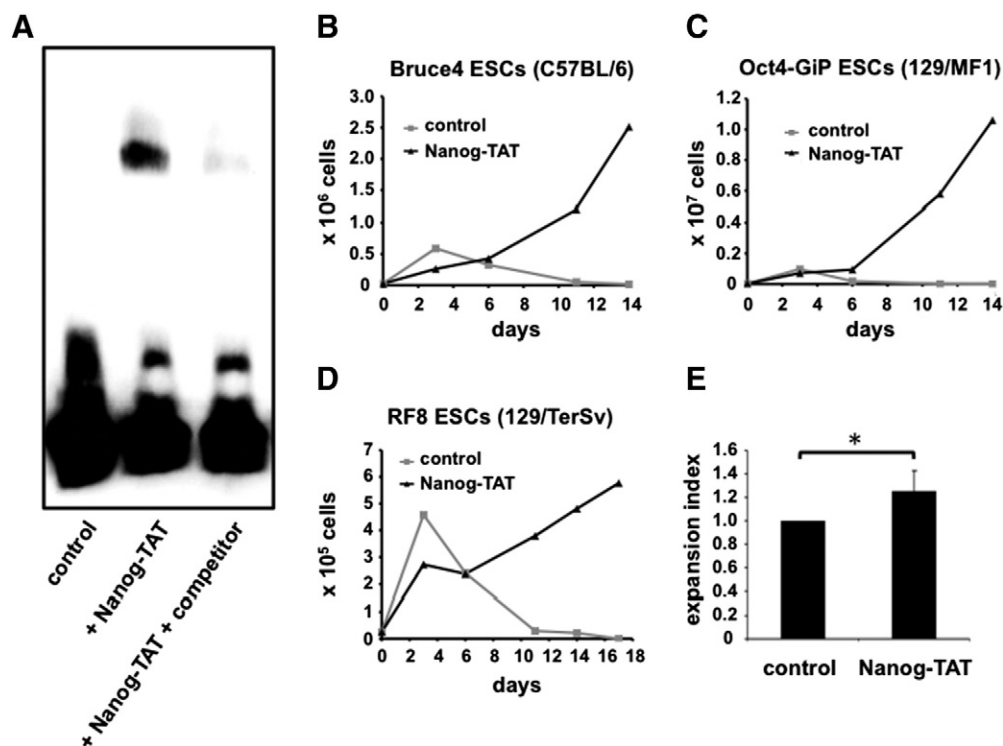 A
control
+ Nanog-TAT
+ Nanog-TAT + competitor
B
Bruce4 ESCs (C57BL/6)
3.0
2.5
2.0
1.5
1.0
0.5
0
x 10⁶ cells
control
Nanog-TAT
0 2 4 6 8 10 12 14
days
C
Oct4-GiP ESCs (129/MF1)
1.2
1.0
0.8
0.6
0.4
0.2
0
x 10⁷ cells
control
Nanog-TAT
0 2 4 6 8 10 12 14
days
D
RF8 ESCs (129/TerSv)
7
6
5
4
3
2
1
0
x 10⁵ cells
control
Nanog-TAT
0 2 4 6 8 10 12 14 16 18
days
E
1.6
1.4
1.2
1.0
0.8
0.6
0.4
0.2
0
expansion index
*
control Nanog-TAT